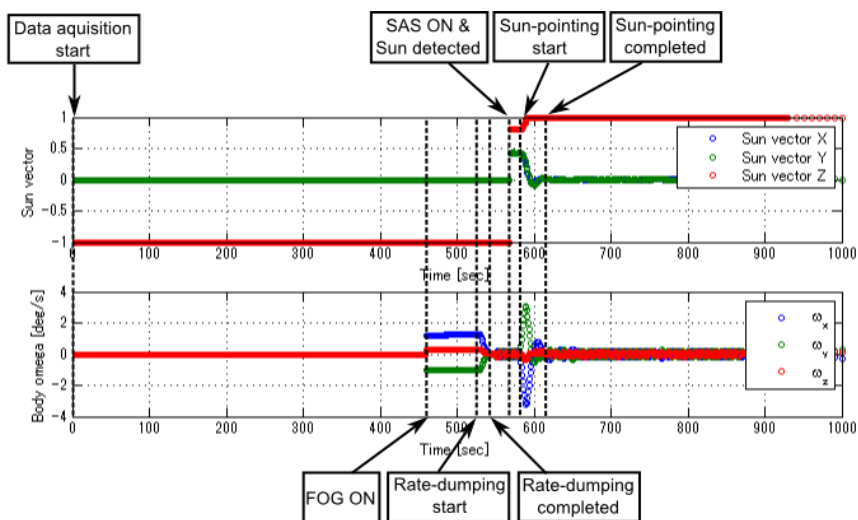 Data aquisition
start
SAS ON &
Sun detected
Sun-pointing
start
Sun-pointing
completed
1
0.5
0
-0.5
-1
Sun vector
Sun vector X
Sun vector Y
Sun vector Z
0 100 200 300 400 500 600 700 800 900 1000
Time [sec]
4
2
0
-2
-4
Body omega [deg/s]
ω x
ω Y
ω z
0 100 200 300 400 500 600 700 800 900 1000
Time [sec]
FOG ON
Rate-dumping
start
Rate-dumping
completed